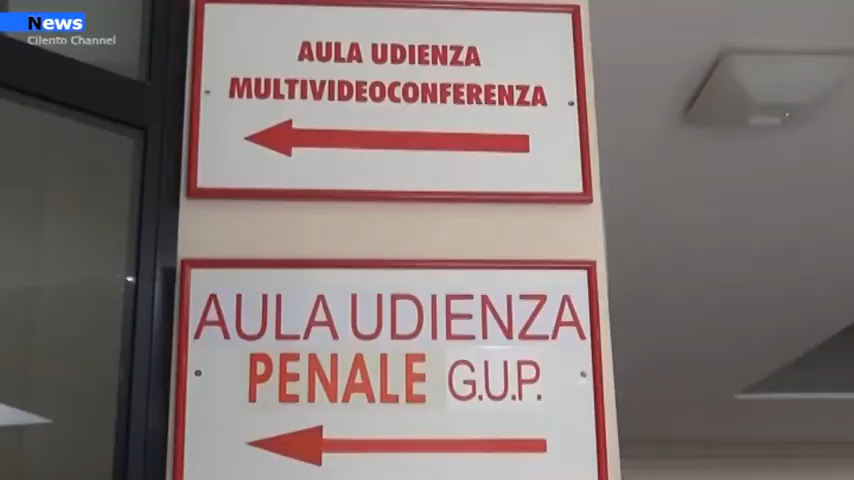 News
Cilento Channel
AULA UDIENZA
MULTIVIDEOCONFERENZA
AULA UDIENZA
PENALE G.U.P.